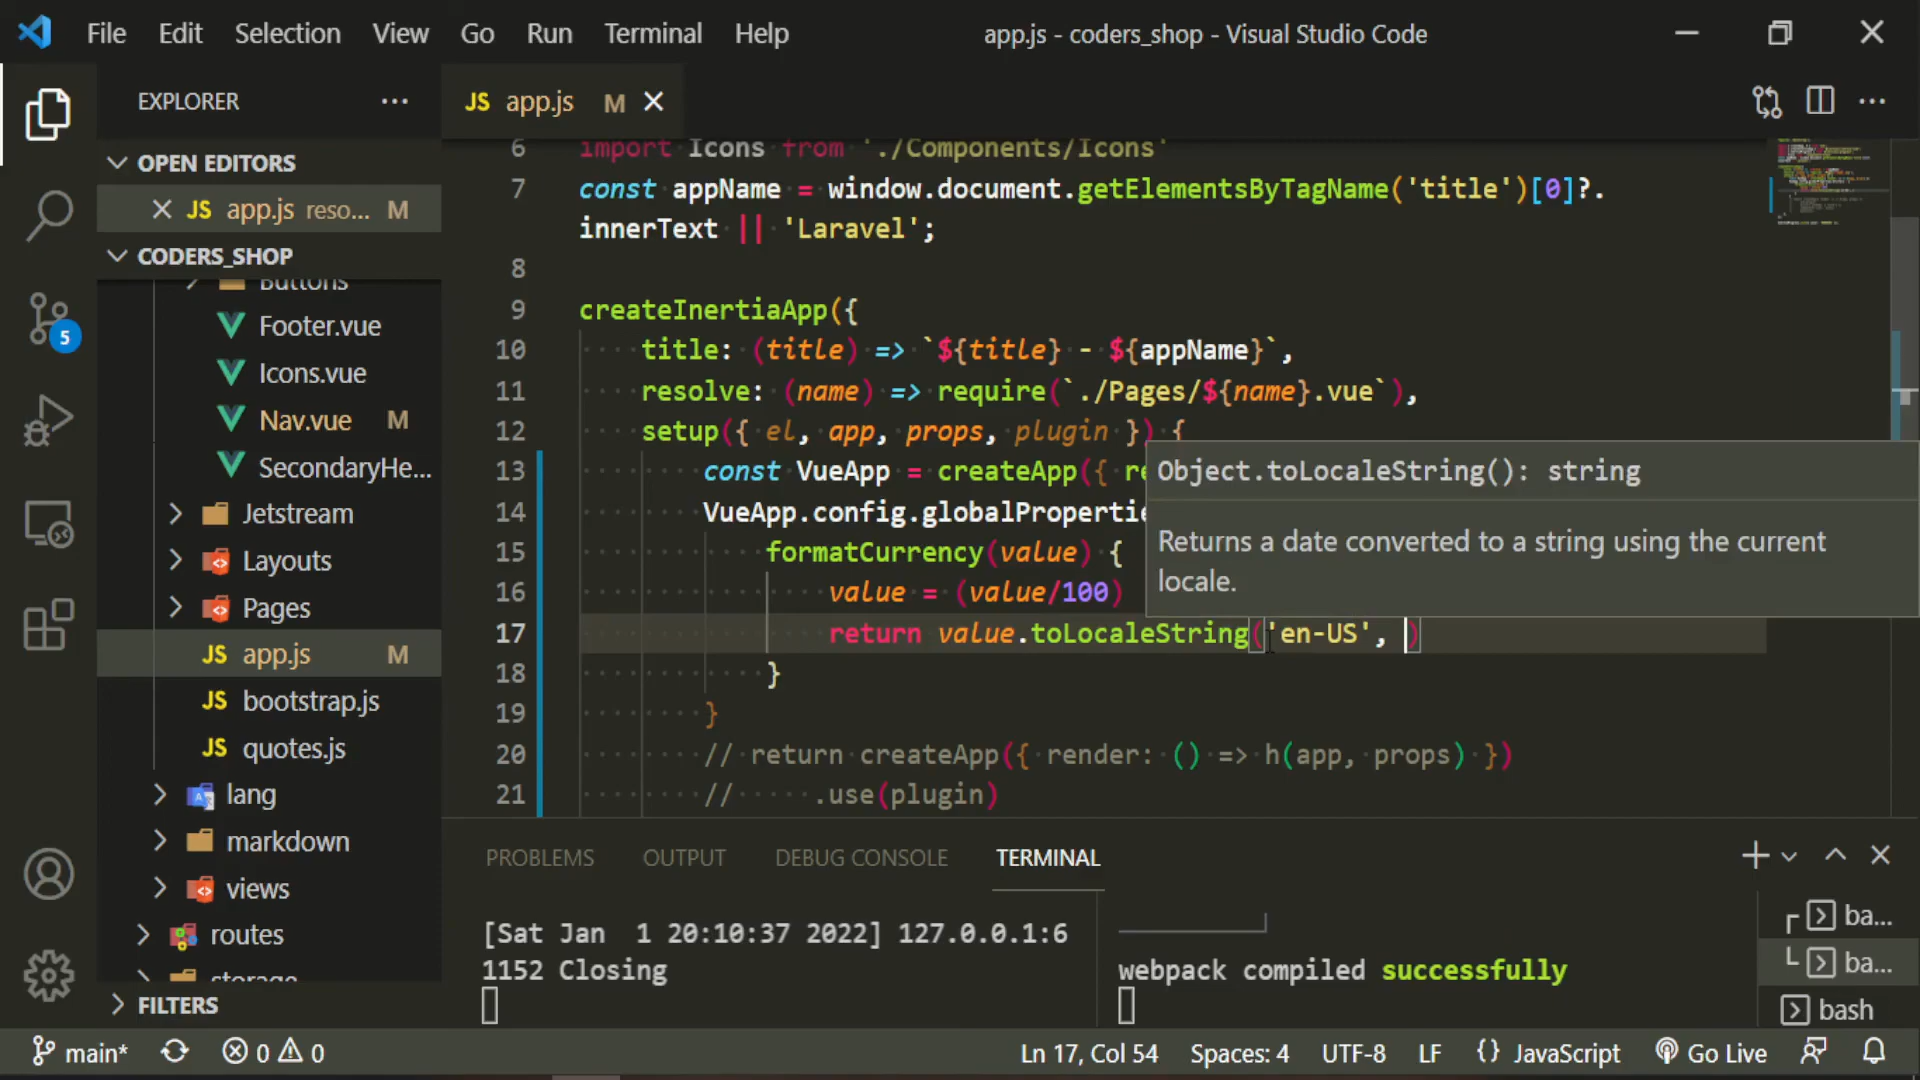 File Edit Selection View Go Run Terminal Help
app.js - coders_shop - Visual Studio Code
EXPLORER
JS app.js M
OPEN EDITORS
JS app.js reso... M
CODERS_SHOP
Buttons
Footer.vue
Icons.vue
Nav.vue M
SecondaryHe...
Jetstream
Layouts
Pages
JS app.js M
JS bootstrap.js
JS quotes.js
lang
markdown
views
routes
storage
FILTERS
5
6 import Icons from './Components/Icons'
7 const appName = window.document.getElementsByTagName('title')[0]?.
innerText || 'Laravel';
8
9 createInertiaApp({
10 title: (title) => `${title} - ${appName}`,
11 resolve: (name) => require(`./Pages/${name}.vue`),
12 setup({ el, app, props, plugin }) {
13 const VueApp = createApp({ re
14 VueApp.config.globalPropertie
15 formatCurrency(value) {
16 value = (value/100)
17 return value.toLocaleString('en-US', )
18 }
19 }
20 // return createApp({ render: () => h(app, props) })
21 // .use(plugin)
Object.toLocaleString(): string
Returns a date converted to a string using the current
locale.
PROBLEMS OUTPUT DEBUG CONSOLE TERMINAL
[Sat Jan 1 20:10:37 2022] 127.0.0.1:6
1152 Closing
webpack compiled successfully
ba...
ba...
bash
main* 0 0
Ln 17, Col 54 Spaces: 4 UTF-8 LF {} JavaScript Go Live